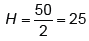 H = 50/2 = 25